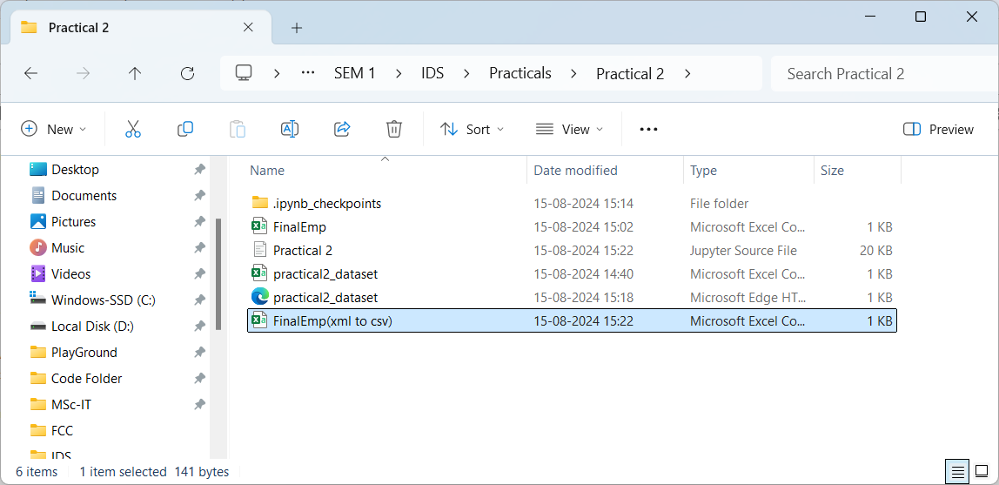 Practical 2
SEM 1 IDS Practicals Practical 2 Search Practical 2
New Sort View Preview
Name Date modified Type Size
Desktop
Documents
Pictures
Music
Videos
Windows-SSD (C:)
Local Disk (D:)
PlayGround
Code Folder
MSc-IT
FCC
IDS
.ipynb_checkpoints 15-08-2024 15:14 File folder
FinalEmp 15-08-2024 15:02 Microsoft Excel Co... 1 KB
Practical 2 15-08-2024 15:22 Jupyter Source File 20 KB
practical2_dataset 15-08-2024 14:40 Microsoft Excel Co... 1 KB
practical2_dataset 15-08-2024 15:18 Microsoft Edge HT... 1 KB
FinalEmp(xml to csv) 15-08-2024 15:22 Microsoft Excel Co... 1 KB
6 items 1 item selected 141 bytes